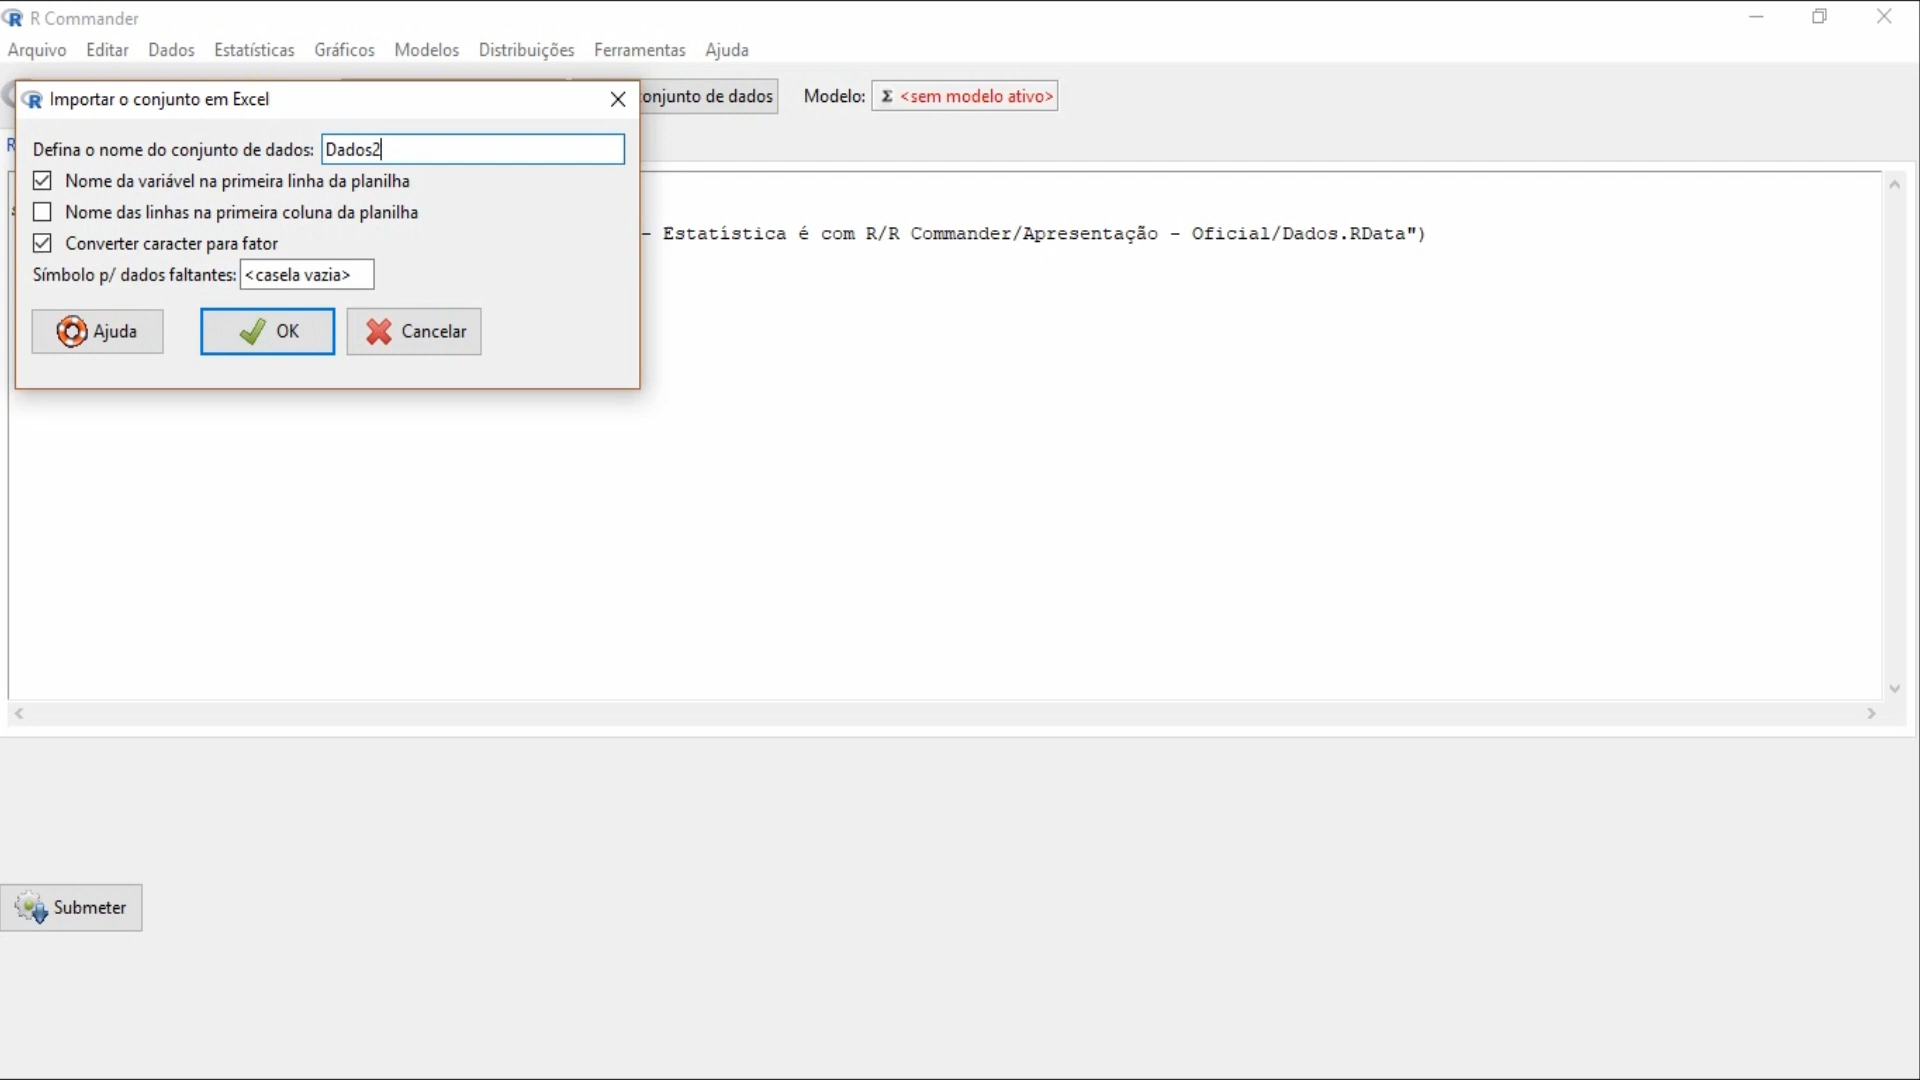 R Commander
Arquivo Editar Dados Estatísticas Gráficos Modelos Distribuições Ferramentas Ajuda
Importar o conjunto em Excel
conjunto de dados Modelo: Σ <sem modelo ativo>
Defina o nome do conjunto de dados: Dados2
R
Nome da variável na primeira linha da planilha
Nome das linhas na primeira coluna da planilha
- Estatística é com R/R Commander/Apresentação - Oficial/Dados.RData")
Converter caracter para fator
Símbolo p/ dados faltantes: <casela vazia>
Ajuda OK Cancelar
Submeter